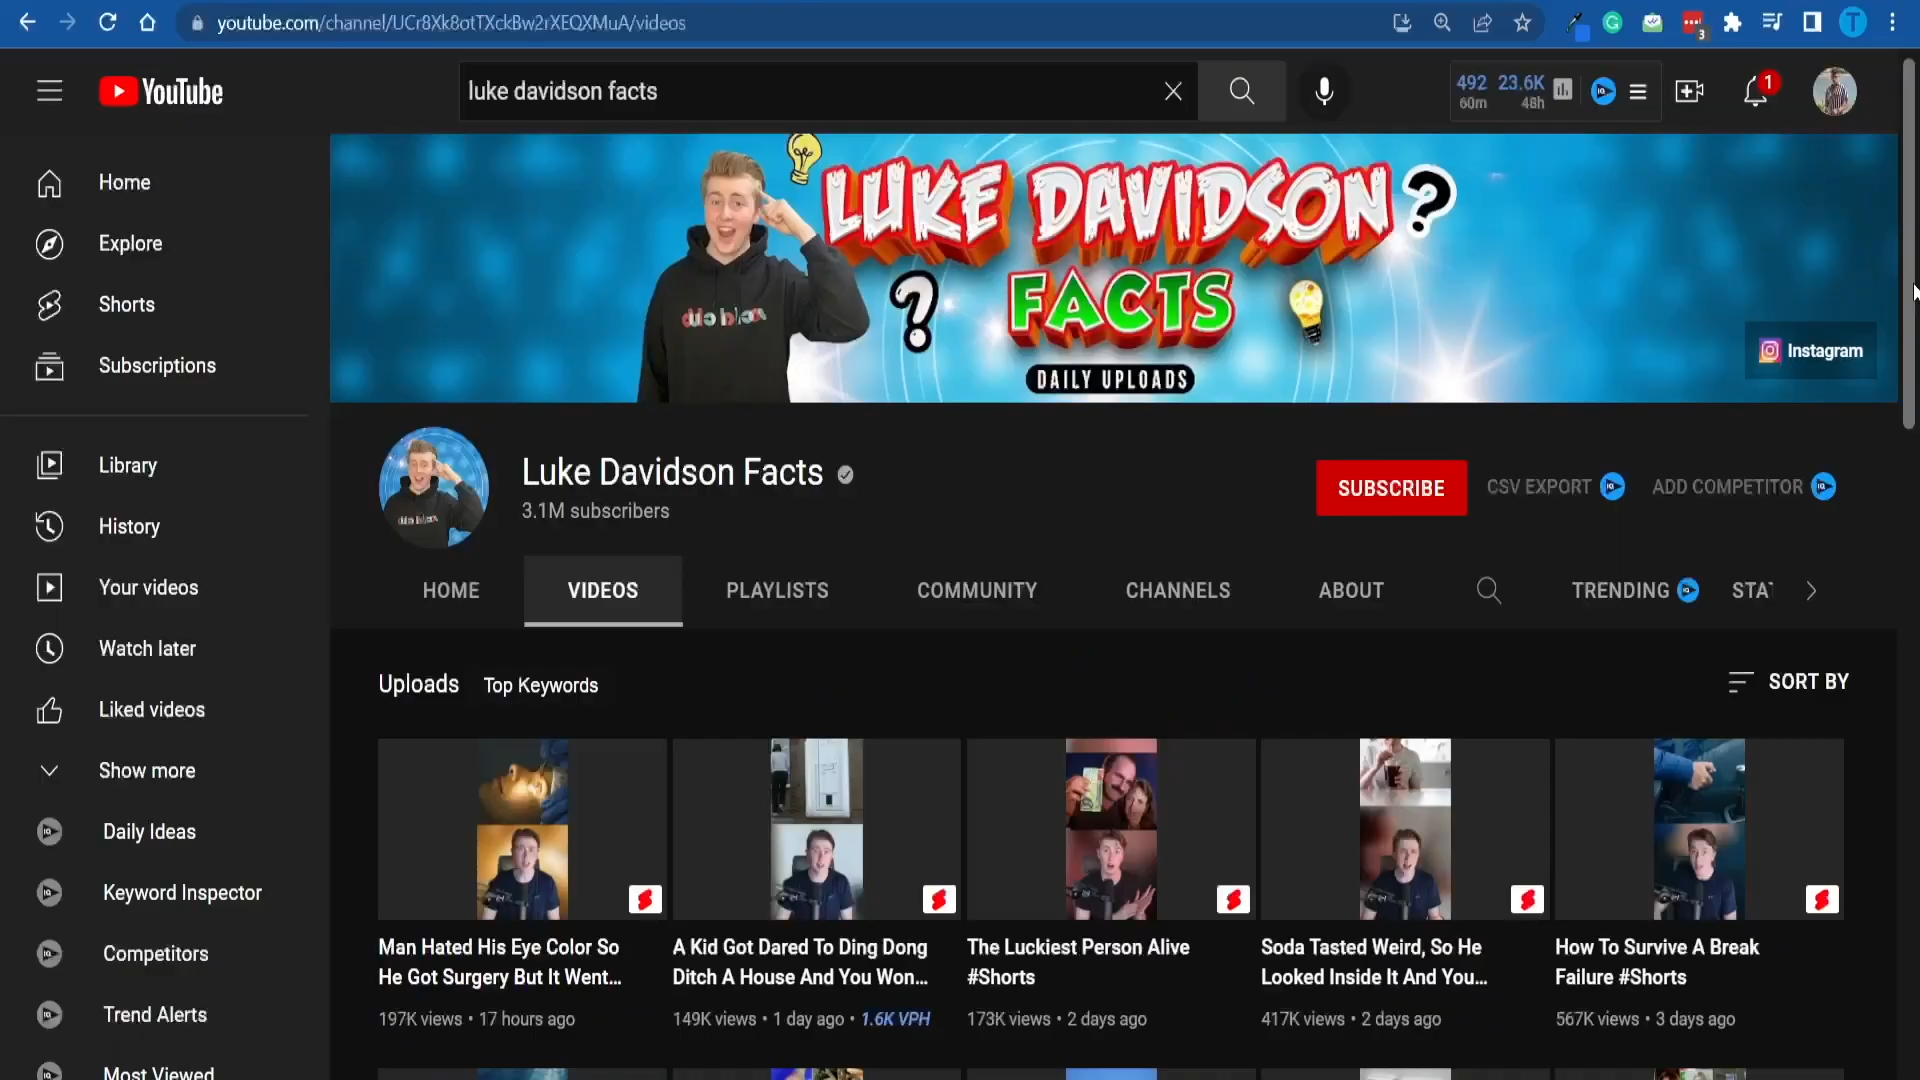 youtube.com/channel/UCr8Xk8otTXckBw2rXEQXMuA/videos
3
T
YouTube
luke davidson facts
492 23.6K
60m 48h
1
Home
Explore
Shorts
Subscriptions
Library
History
Your videos
Watch later
Liked videos
Show more
Daily Ideas
Keyword Inspector
Competitors
Trend Alerts
Most Viewed
LUKE DAVIDSON?
? FACTS
DAILY UPLOADS
Instagram
Luke Davidson Facts
3.1M subscribers
SUBSCRIBE
CSV EXPORT
ADD COMPETITOR
HOME
VIDEOS
PLAYLISTS
COMMUNITY
CHANNELS
ABOUT
TRENDING
STAT
Uploads
Top Keywords
SORT BY
Man Hated His Eye Color So
He Got Surgery But It Went...
197K views • 17 hours ago
A Kid Got Dared To Ding Dong
Ditch A House And You Won...
149K views • 1 day ago • 1.6K VPH
The Luckiest Person Alive
#Shorts
173K views • 2 days ago
Soda Tasted Weird, So He
Looked Inside It And You...
417K views • 2 days ago
How To Survive A Break
Failure #Shorts
567K views • 3 days ago